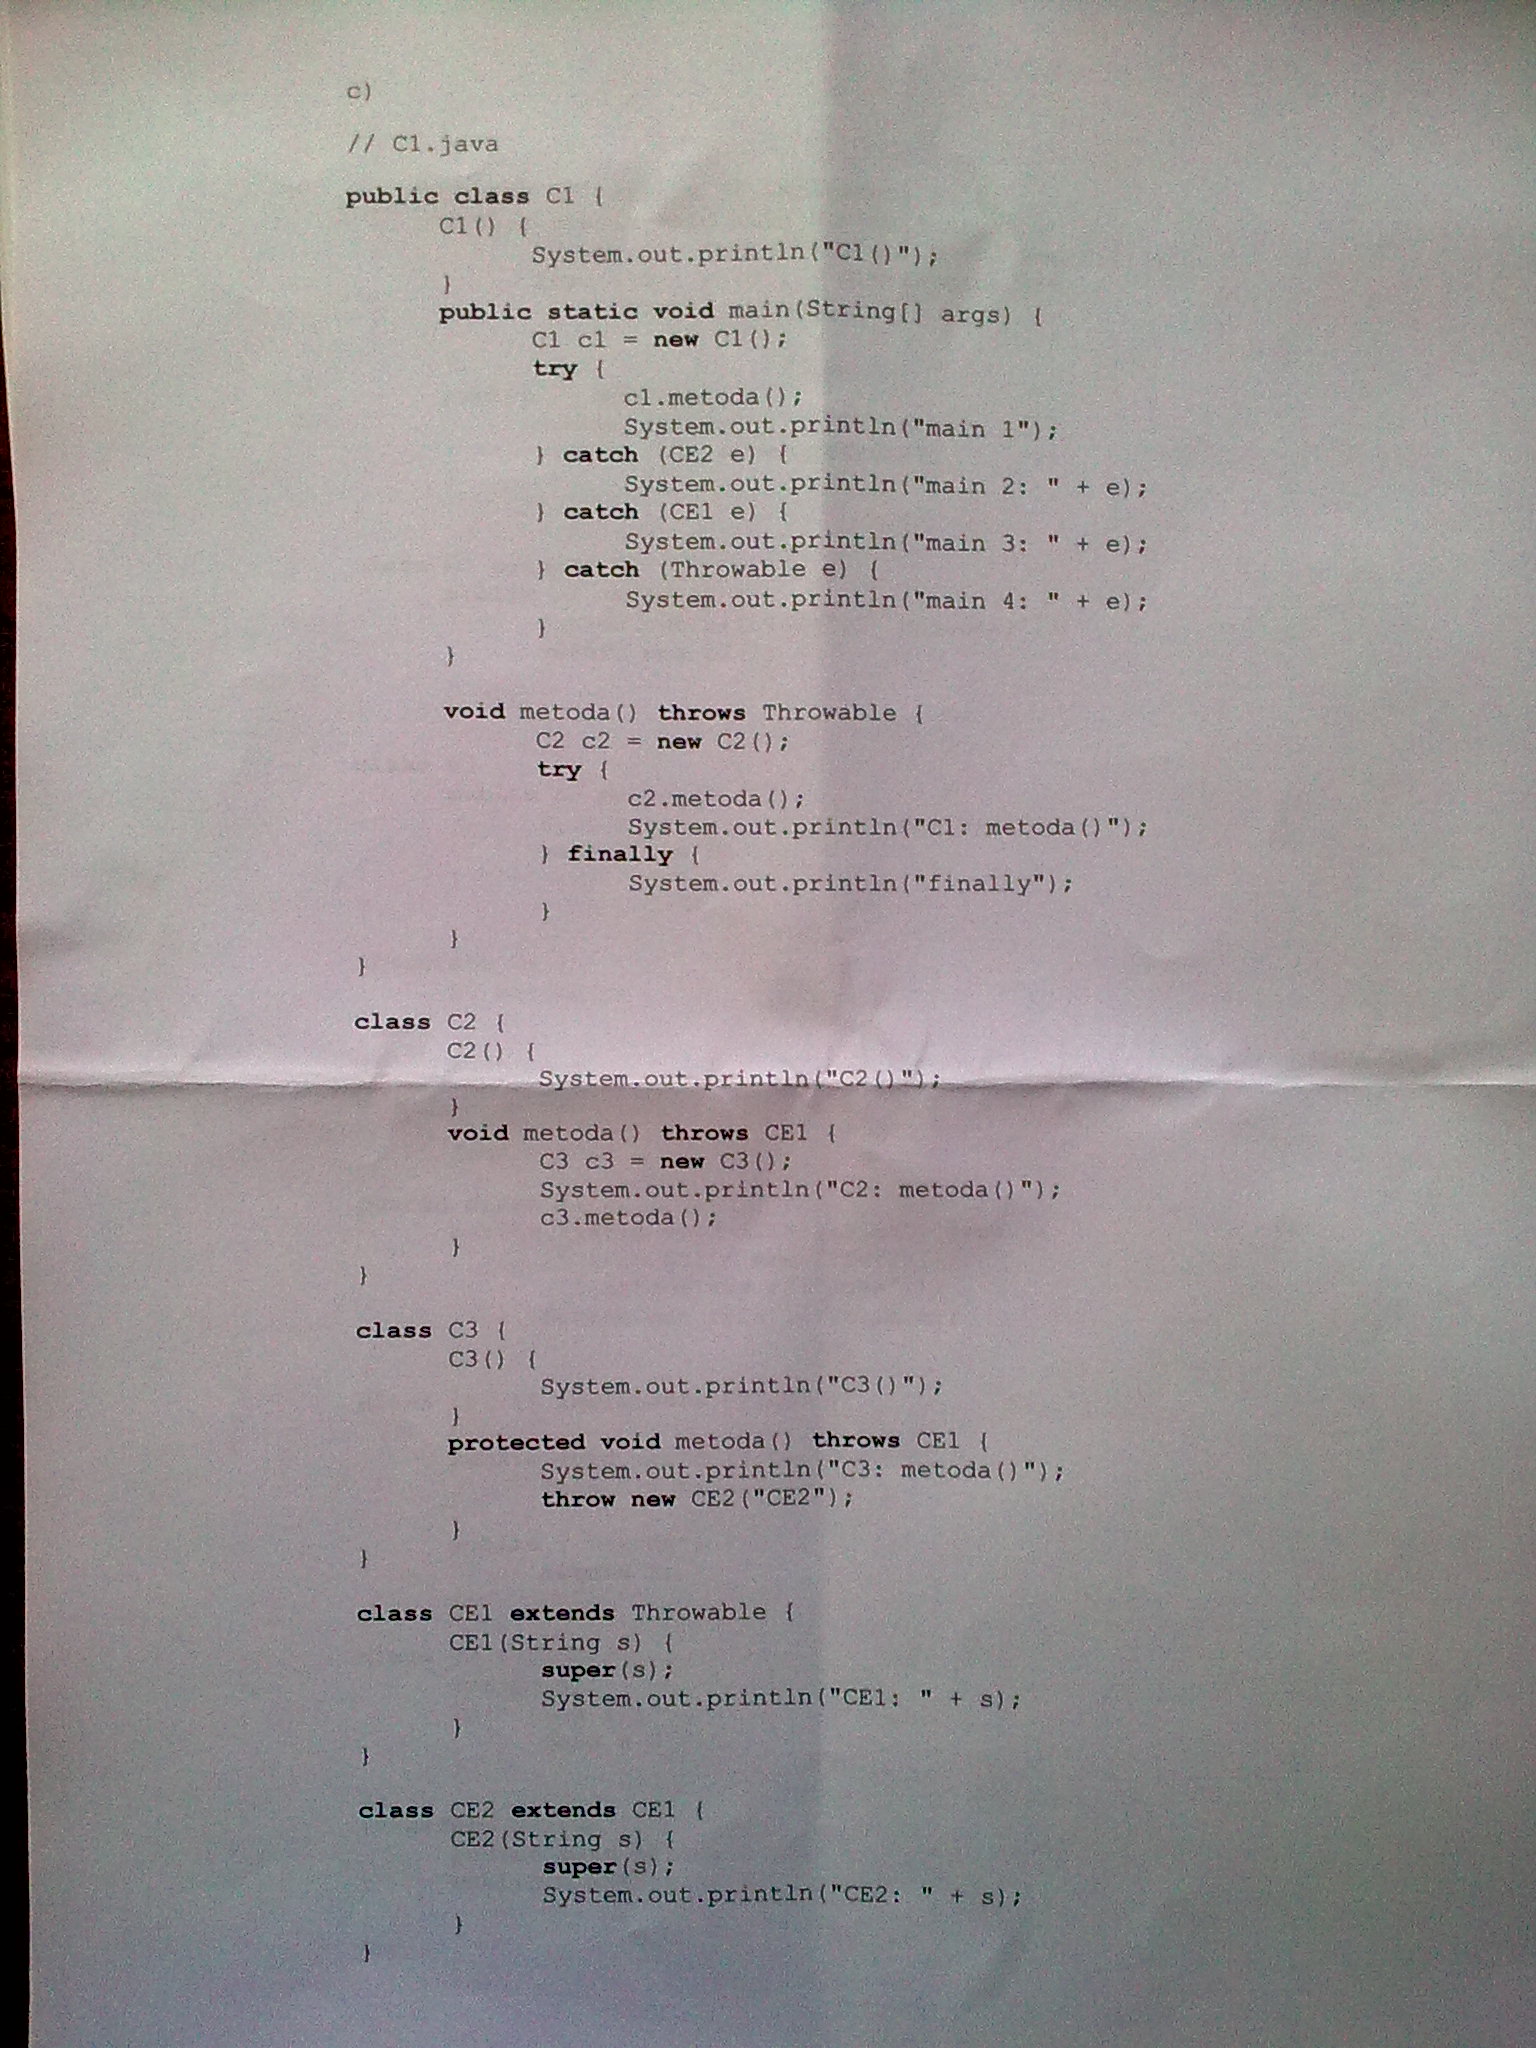 c)
// C1.java
public class C1 {
C1() {
System.out.println("C1()");
}
public static void main(String[] args) {
C1 c1 = new C1();
try {
c1.metoda();
System.out.println("main 1");
} catch (CE2 e) {
System.out.println("main 2: " + e);
} catch (CE1 e) {
System.out.println("main 3: " + e);
} catch (Throwable e) {
System.out.println("main 4: " + e);
}
}
void metoda() throws Throwable {
C2 c2 = new C2();
try {
c2.metoda();
System.out.println("C1: metoda()");
} finally {
System.out.println("finally");
}
}
}
class C2 {
C2() {
System.out.println("C2()");
}
void metoda() throws CE1 {
C3 c3 = new C3();
System.out.println("C2: metoda()");
c3.metoda();
}
}
class C3 {
C3() {
System.out.println("C3()");
}
protected void metoda() throws CE1 {
System.out.println("C3: metoda()");
throw new CE2("CE2");
}
}
class CE1 extends Throwable {
CE1(String s) {
super(s);
System.out.println("CE1: " + s);
}
}
class CE2 extends CE1 {
CE2(String s) {
super(s);
System.out.println("CE2: " + s);
}
}